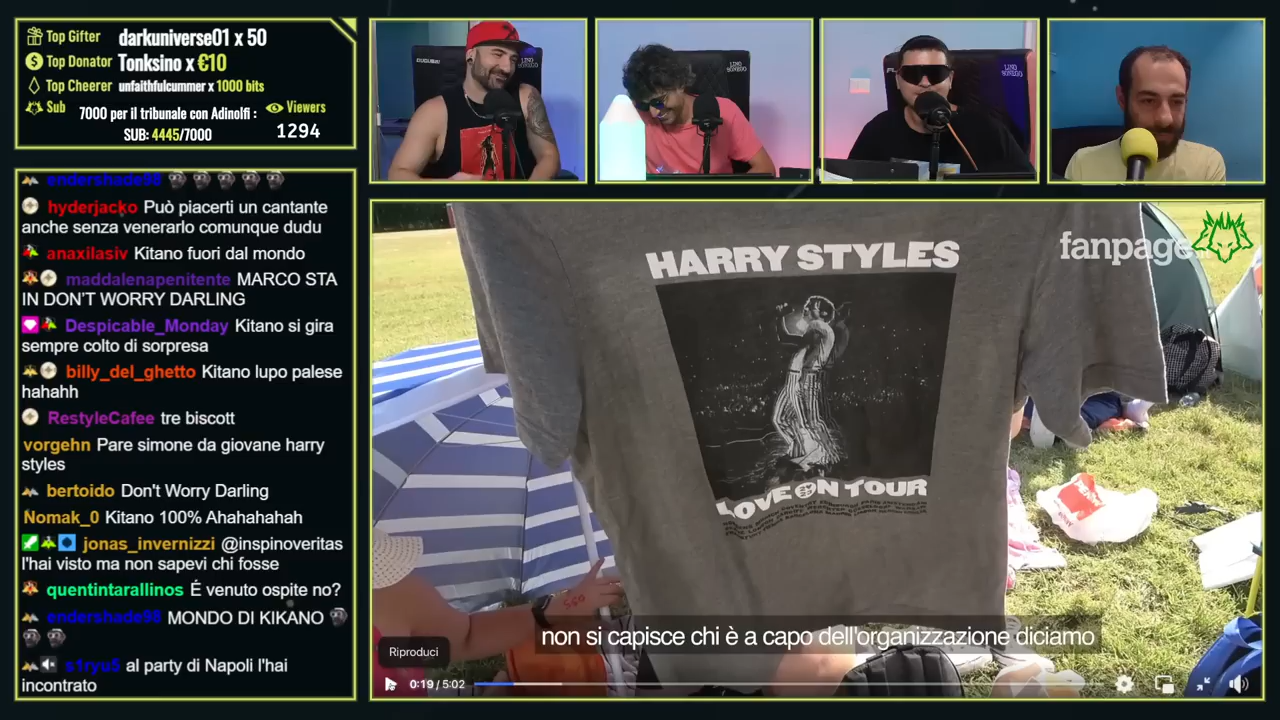 Top Gifter darkuniverse01 x 50
Top Donator Tonksino x €10
Top Cheerer unfaithfulcummer x 1000 bits
Sub 7000 per il tribunale con Adinolfi :
SUB: 4445/7000
Viewers
1294
endershade98
hyderjacko Può piacerti un cantante
anche senza venerarlo comunque dudu
anaxilasiv Kitano fuori dal mondo
maddalenapenitente MARCO STA
IN DON'T WORRY DARLING
Despicable_Monday Kitano si gira
sempre colto di sorpresa
billy_del_ghetto Kitano lupo palese
hahahh
RestyleCafee tre biscott
vorgehn Pare simone da giovane harry
styles
bertoido Don't Worry Darling
Nomak_0 Kitano 100% Ahahahahah
jonas_invernizzi @inspinoveritas
l'hai visto ma non sapevi chi fosse
quentintarallinos É venuto ospite no?
endershade98 MONDO DI KIKANO
s1ryu5 al party di Napoli l'hai
incontrato
HARRY STYLES
LOVE ON TOUR
fanpage
non si capisce chi è a capo dell'organizzazione diciamo
Riproduci
0:19 / 5:02